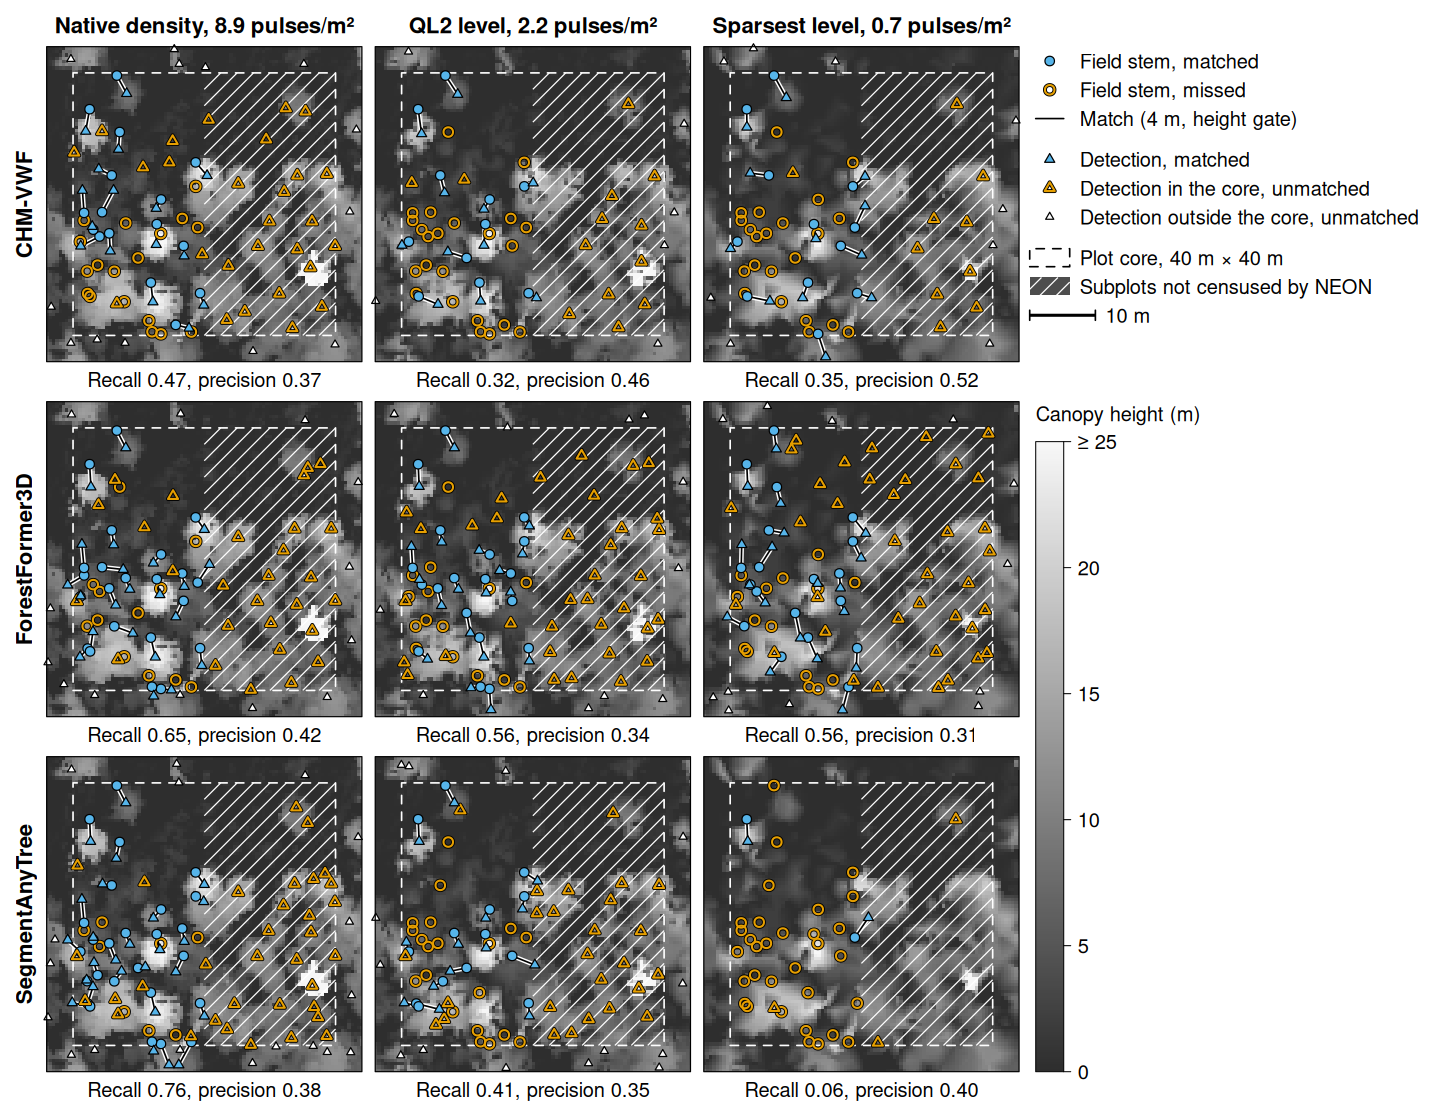 Native density, 8.9 pulses/m²
QL2 level, 2.2 pulses/m²
Sparsest level, 0.7 pulses/m²
CHM-VWF
Recall 0.47, precision 0.37
Recall 0.32, precision 0.46
Recall 0.35, precision 0.52
ForestFormer3D
Recall 0.65, precision 0.42
Recall 0.56, precision 0.34
Recall 0.56, precision 0.31
SegmentAnyTree
Recall 0.76, precision 0.38
Recall 0.41, precision 0.35
Recall 0.06, precision 0.40
Field stem, matched
Field stem, missed
Match (4 m, height gate)
Detection, matched
Detection in the core, unmatched
Detection outside the core, unmatched
Plot core, 40 m × 40 m
Subplots not censused by NEON
10 m
Canopy height (m)
≥ 25
20
15
10
5
0